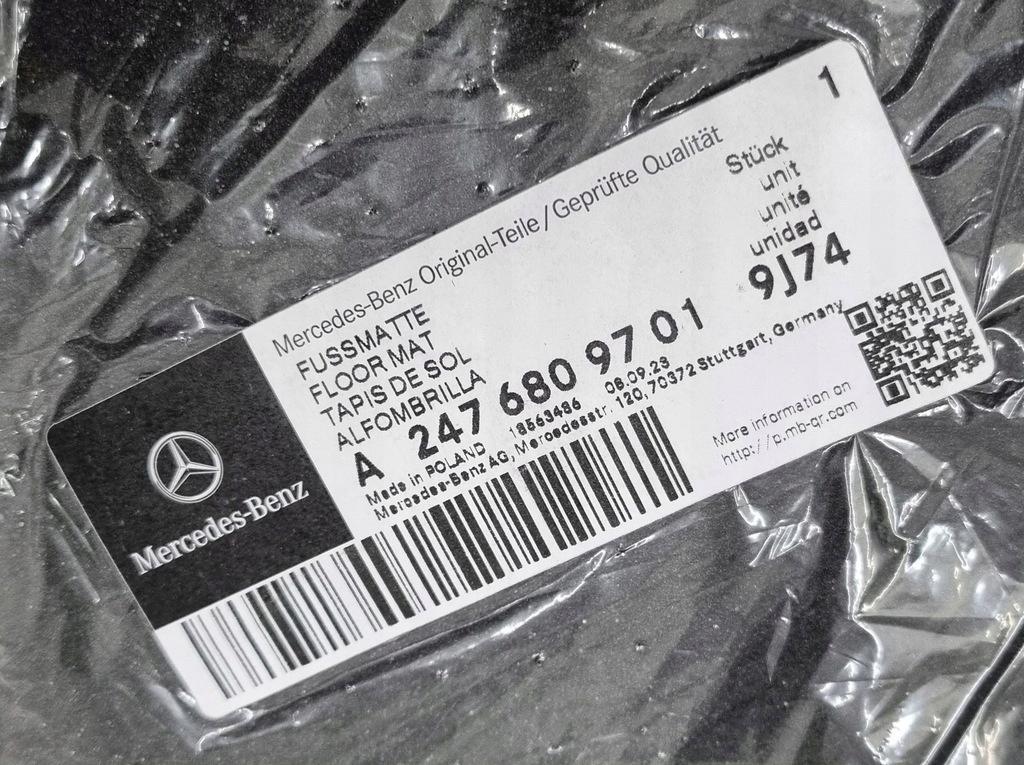 Mercedes-Benz
Mercedes-Benz Original-Teile/Geprüfte Qualität
1
Stück
unit
unité
unidad
FUSSMATTE
FLOOR MAT
TAPIS DE SOL
ALFOMBRILLA
A 247 680 97 01 9J74
Made in POLAND 18563486 08.09.23
Mercedes-Benz AG, Mercedesstr. 120, 70372 Stuttgart, Germany
More information on
http://p.mb-qr.com